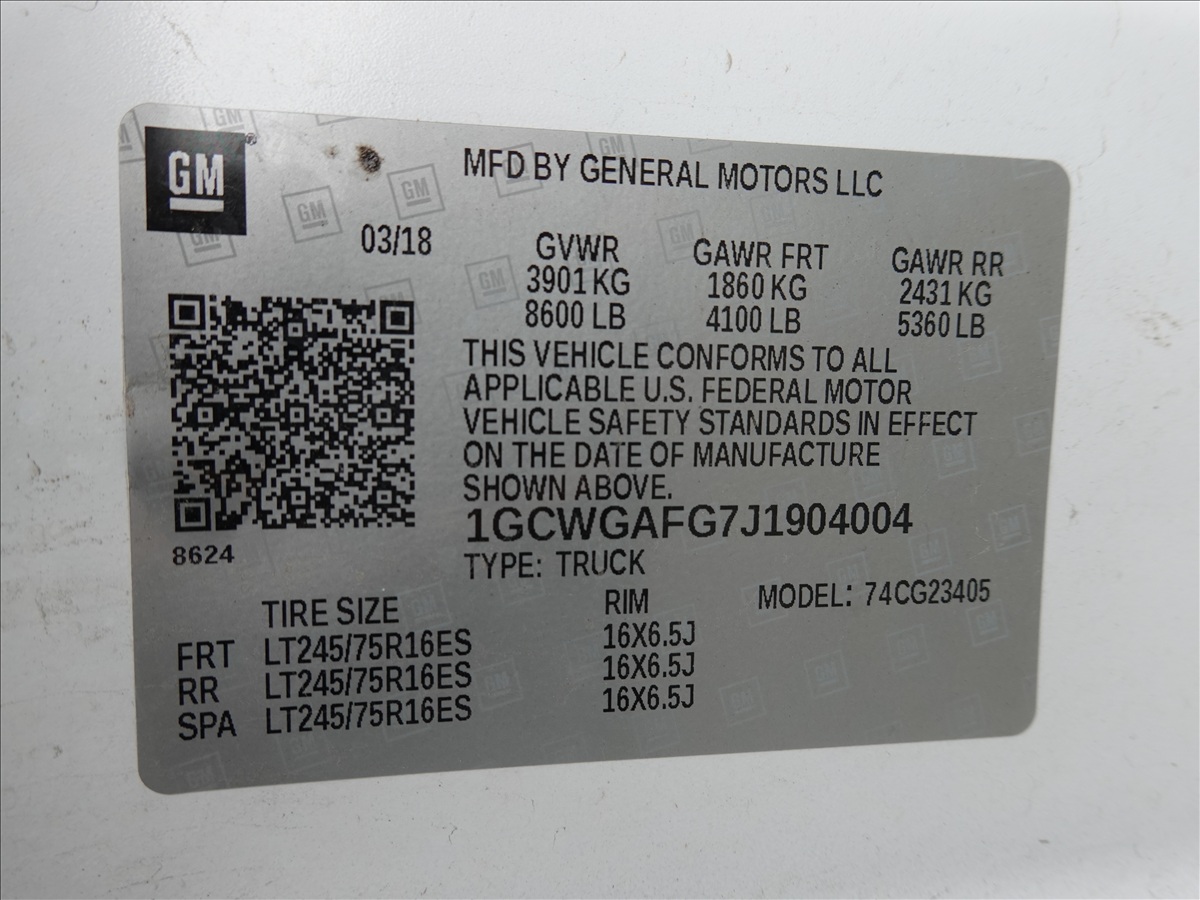 GM
MFD BY GENERAL MOTORS LLC
03/18
GVWR GAWR FRT GAWR RR
3901 KG 1860 KG 2431 KG
8600 LB 4100 LB 5360 LB
THIS VEHICLE CONFORMS TO ALL
APPLICABLE U.S. FEDERAL MOTOR
VEHICLE SAFETY STANDARDS IN EFFECT
ON THE DATE OF MANUFACTURE
SHOWN ABOVE.
1GCWGAFG7J1904004
8624
TYPE: TRUCK
MODEL: 74CG23405
TIRE SIZE RIM
FRT LT245/75R16ES 16X6.5J
RR LT245/75R16ES 16X6.5J
SPA LT245/75R16ES 16X6.5J